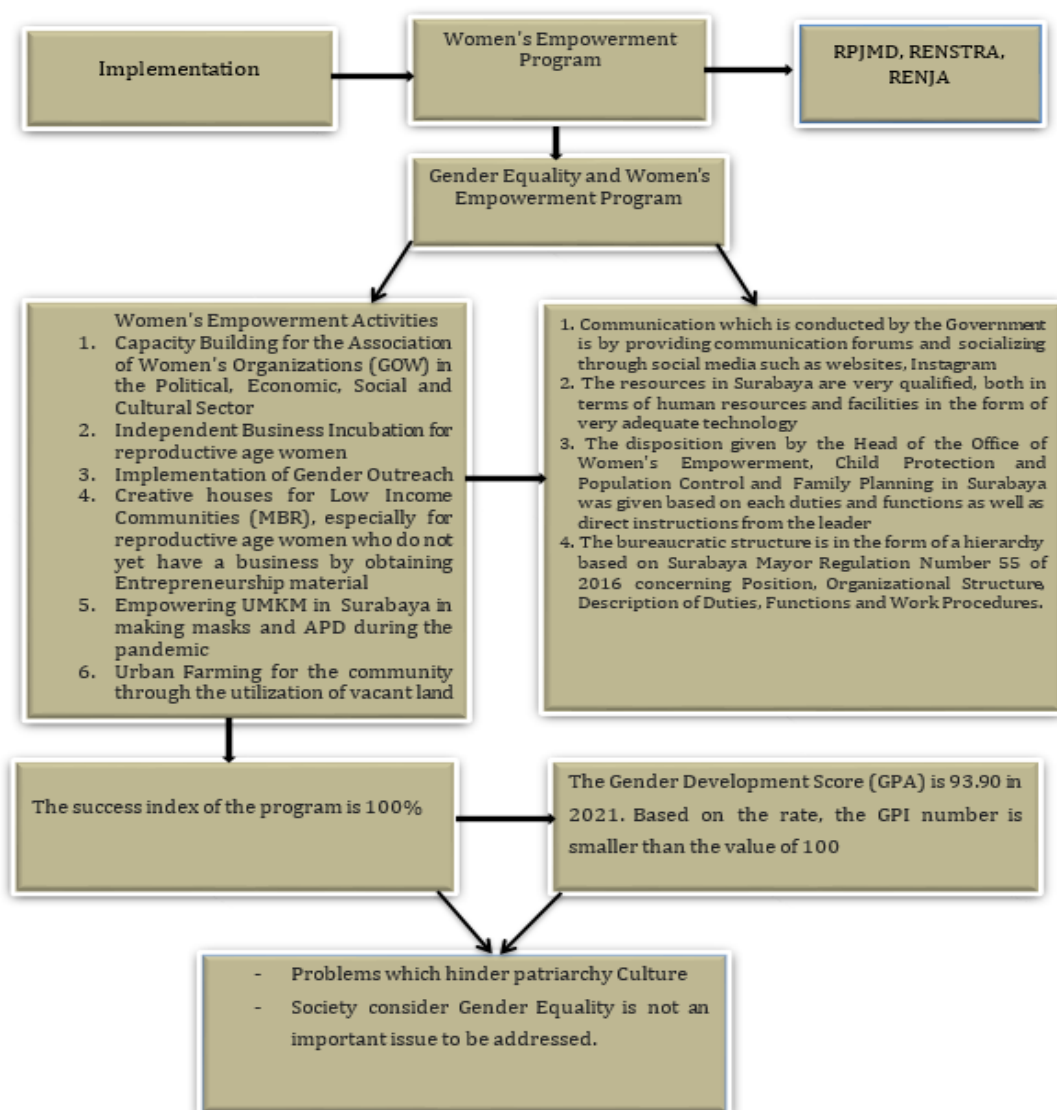 Implementation
Women's Empowerment
Program
RPJMD, RENSTRA,
RENJA
Gender Equality and Women's
Empowerment Program
Women's Empowerment Activities
1. Capacity Building for the Association
of Women's Organizations (GOW) in
the Political, Economic, Social and
Cultural Sector
2. Independent Business Incubation for
reproductive age women
3. Implementation of Gender Outreach
4. Creative houses for Low Income
Communities (MBR), especially for
reproductive age women who do not
yet have a business by obtaining
Entrepreneurship material
5. Empowering UMKM in Surabaya in
making masks and APD during the
pandemic
6. Urban Farming for the community
through the utilization of vacant land
1. Communication which is conducted by the Government
is by providing communication forums and socializing
through social media such as websites, Instagram
2. The resources in Surabaya are very qualified, both in
terms of human resources and facilities in the form of
very adequate technology
3. The disposition given by the Head of the Office of
Women's Empowerment, Child Protection and
Population Control and Family Planning in Surabaya
was given based on each duties and functions as well as
direct instructions from the leader
4. The bureaucratic structure is in the form of a hierarchy
based on Surabaya Mayor Regulation Number 55 of
2016 concerning Position, Organizational Structure,
Description of Duties, Functions and Work Procedures.
The success index of the program is 100%
The Gender Development Score (GPA) is 93.90 in
2021. Based on the rate, the GPI number is
smaller than the value of 100
- Problems which hinder patriarchy Culture
- Society consider Gender Equality is not an
important issue to be addressed.